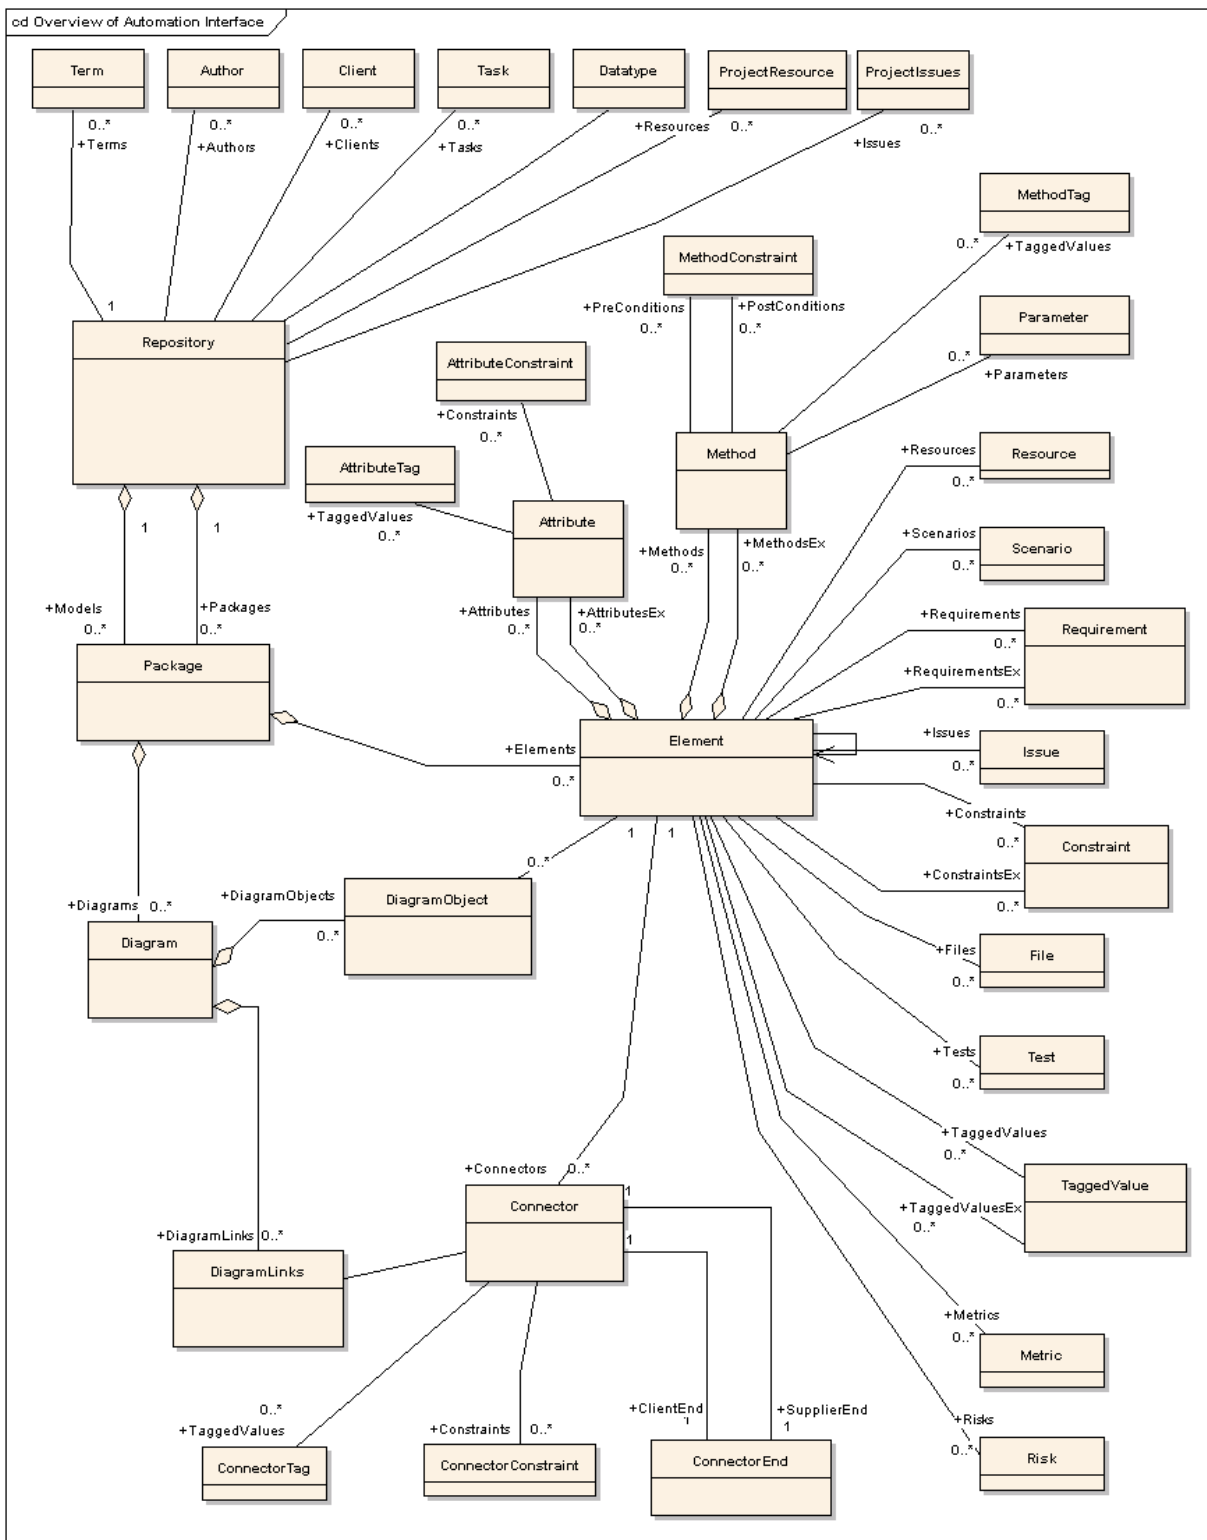 cd Overview of Automation Interface
Term
Author
Client
Task
Datatype
ProjectResource
ProjectIssues
0..*
+Terms
0..*
+Authors
0..*
+Clients
0..*
+Tasks
+Resources
0..*
0..*
+Issues
MethodTag
0..*
+TaggedValues
MethodConstraint
+PreConditions
0..*
+PostConditions
0..*
1
Repository
Parameter
0..*
+Parameters
AttributeConstraint
+Constraints
0..*
Method
AttributeTag
+TaggedValues
0..*
Attribute
+Resources
0..*
Resource
1
1
+Methods
0..*
+MethodsEx
0..*
+Scenarios
0..*
Scenario
+Models
0..*
+Packages
0..*
+Attributes
0..*
+AttributesEx
0..*
+Requirements
0..*
Requirement
+RequirementsEx
0..*
Package
Element
+Elements
0..*
+Issues
0..*
Issue
+Constraints
0..*
Constraint
+ConstraintsEx
0..*
1
1
0..*
+Diagrams
0..*
+DiagramObjects
0..*
DiagramObject
Diagram
+Files
0..*
File
+Tests
0..*
Test
+TaggedValues
0..*
TaggedValue
+TaggedValuesEx
0..*
+Connectors
0..*
Connector
1
1
+DiagramLinks
0..*
DiagramLinks
+Metrics
0..*
Metric
0..*
+TaggedValues
ConnectorTag
+Constraints
0..*
ConnectorConstraint
+ClientEnd
1
+SupplierEnd
1
ConnectorEnd
+Risks
0..*
Risk